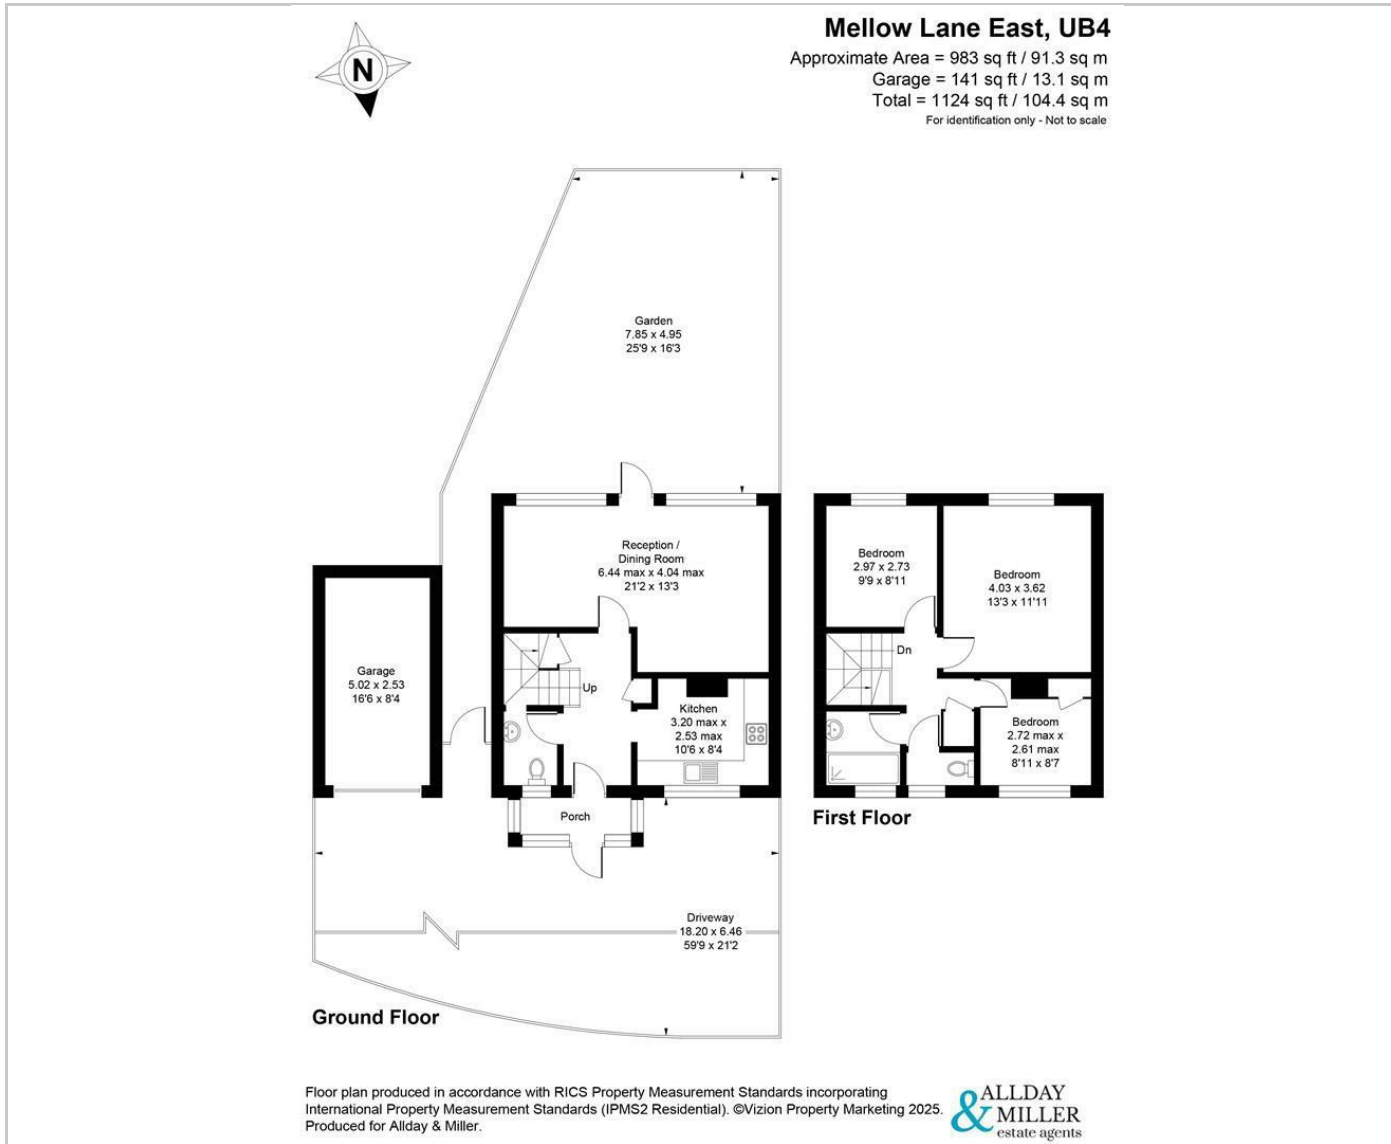 Mellow Lane East, UB4
Approximate Area = 983 sq ft / 91.3 sq m
Garage = 141 sq ft / 13.1 sq m
Total = 1124 sq ft / 104.4 sq m
For identification only - Not to scale
N
Garden
7.85 x 4.95
25'9 x 16'3
Reception /
Dining Room
6.44 max x 4.04 max
21'2 x 13'3
Garage
5.02 x 2.53
16'6 x 8'4
Up
Kitchen
3.20 max x
2.53 max
10'6 x 8'4
Porch
Driveway
18.20 x 6.46
59'9 x 21'2
Ground Floor
Bedroom
2.97 x 2.73
9'9 x 8'11
Bedroom
4.03 x 3.62
13'3 x 11'11
Dn
Bedroom
2.72 max x
2.61 max
8'11 x 8'7
First Floor
Floor plan produced in accordance with RICS Property Measurement Standards incorporating
International Property Measurement Standards (IPMS2 Residential). ©Vizion Property Marketing 2025.
Produced for Allday & Miller.
ALLDAY
& MILLER
estate agents